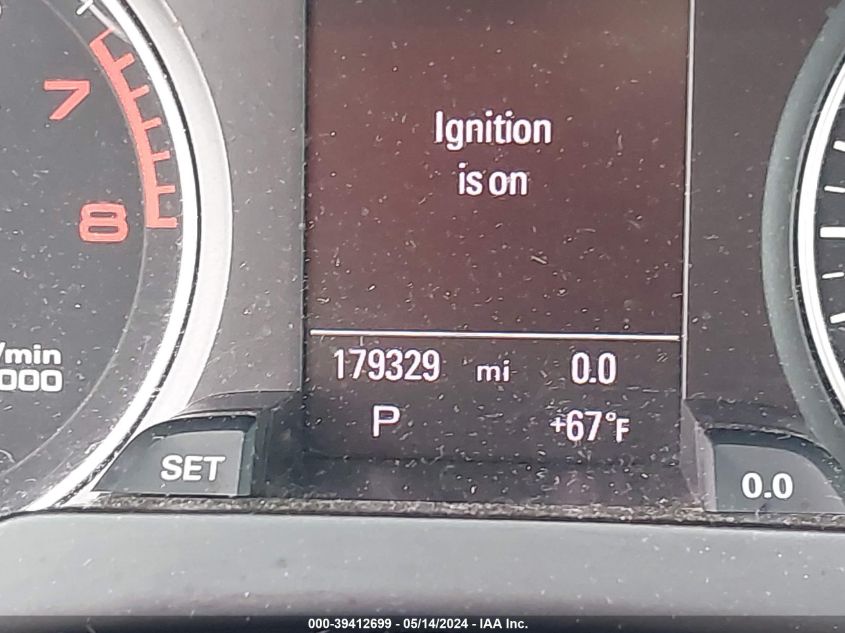 7
8
/min
000
Ignition
is on
179329 mi 0.0
P +67°F
SET
0.0
000-39412699 - 05/14/2024 - IAA Inc.